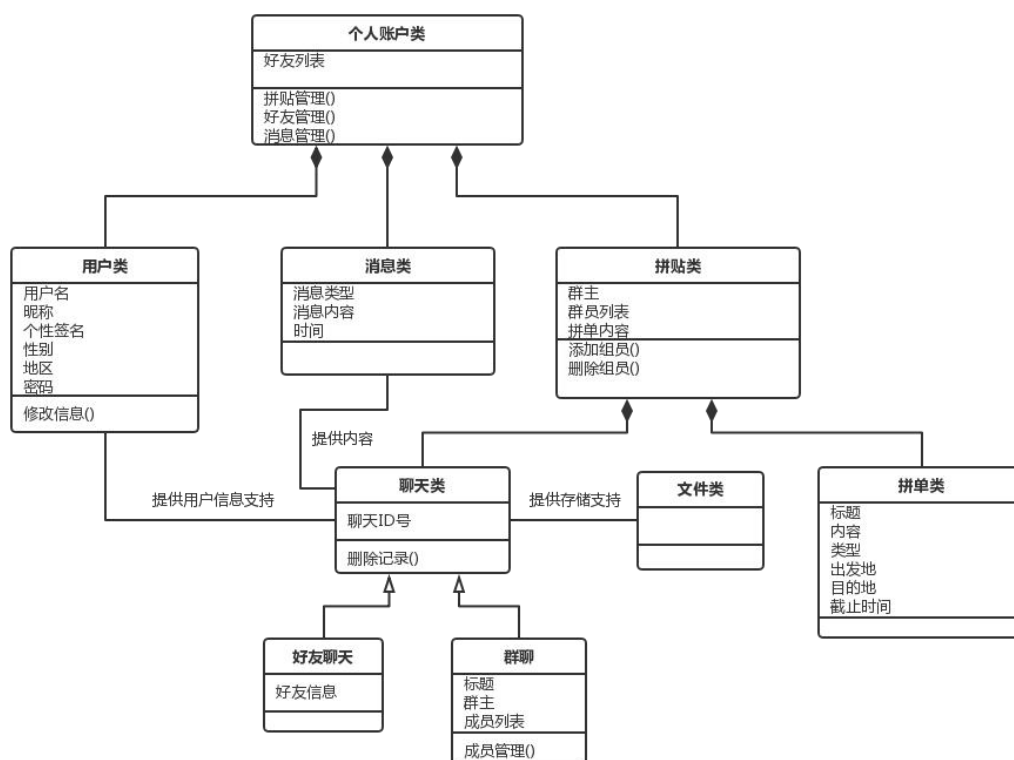 个人账户类
好友列表
拼贴管理()
好友管理()
消息管理()
用户类
用户名
昵称
个性签名
性别
地区
密码
修改信息()
消息类
消息类型
消息内容
时间
拼贴类
群主
群员列表
拼单内容
添加组员()
删除组员()
提供内容
提供用户信息支持
聊天类
聊天ID号
删除记录()
提供存储支持
文件类
拼单类
标题
内容
类型
出发地
目的地
截止时间
好友聊天
好友信息
群聊
标题
群主
成员列表
成员管理()